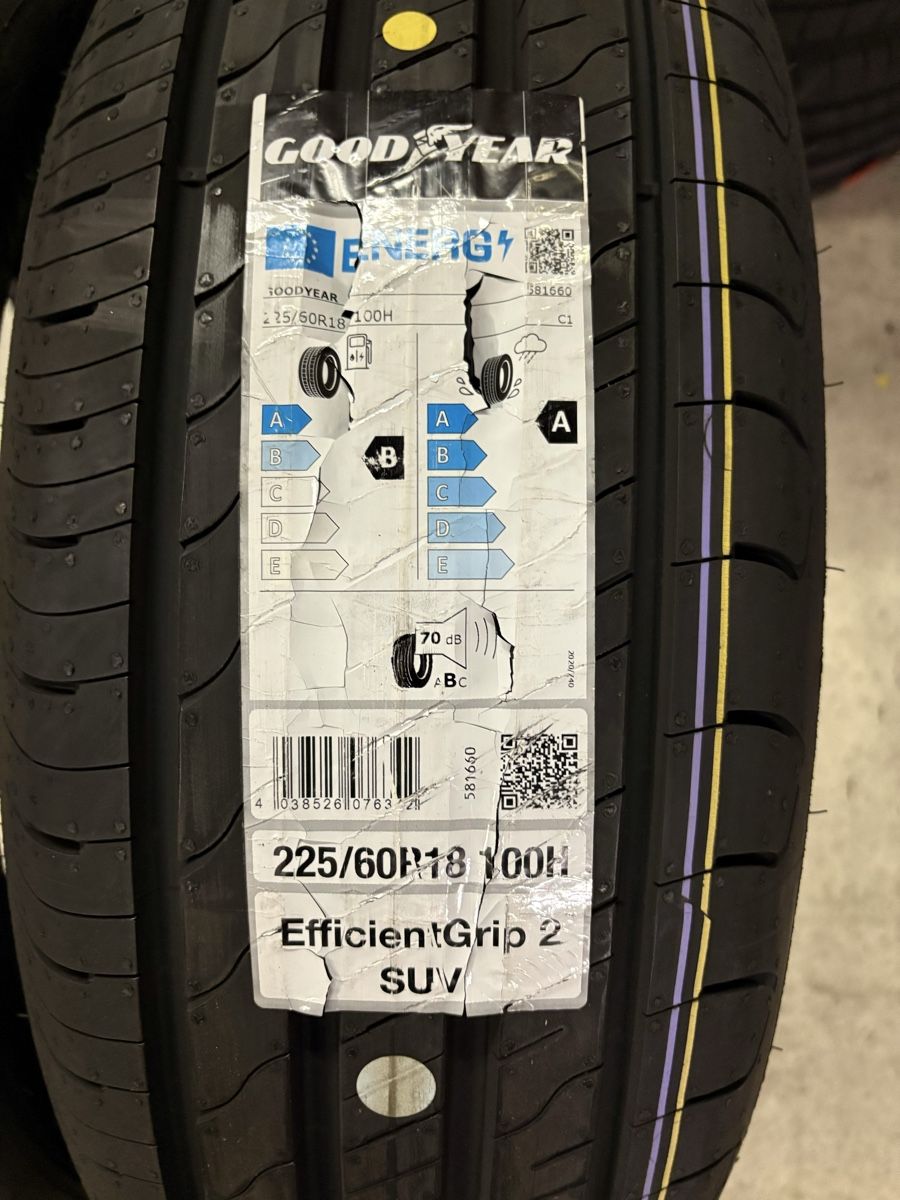 GOODYEAR
ENERG
GOODYEAR 581660
225/60R18 100H C1
A A A
B B B
C C
D D
E E
70 dB
ABC
2020/740
581660
4 038526 0763
225/60R18 100H
EfficientGrip 2
SUV